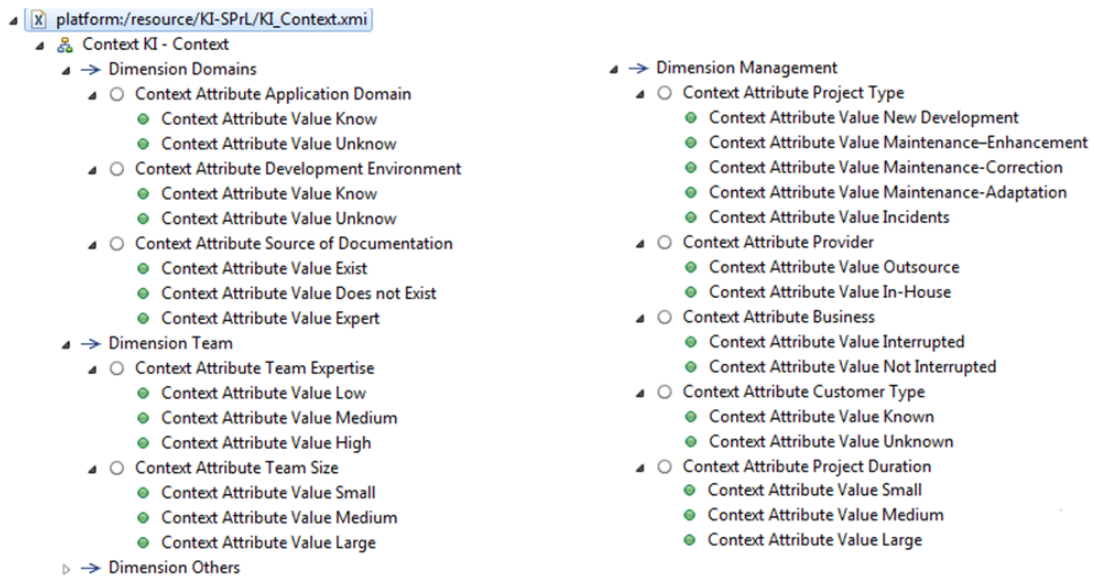 platform:/resource/KI-SPrL/KI_Context.xmi
Context KI - Context
Dimension Domains
Context Attribute Application Domain
Context Attribute Value Know
Context Attribute Value Unknow
Context Attribute Development Environment
Context Attribute Value Know
Context Attribute Value Unknow
Context Attribute Source of Documentation
Context Attribute Value Exist
Context Attribute Value Does not Exist
Context Attribute Value Expert
Dimension Team
Context Attribute Team Expertise
Context Attribute Value Low
Context Attribute Value Medium
Context Attribute Value High
Context Attribute Team Size
Context Attribute Value Small
Context Attribute Value Medium
Context Attribute Value Large
Dimension Others
Dimension Management
Context Attribute Project Type
Context Attribute Value New Development
Context Attribute Value Maintenance–Enhancement
Context Attribute Value Maintenance-Correction
Context Attribute Value Maintenance-Adaptation
Context Attribute Value Incidents
Context Attribute Provider
Context Attribute Value Outsource
Context Attribute Value In-House
Context Attribute Business
Context Attribute Value Interrupted
Context Attribute Value Not Interrupted
Context Attribute Customer Type
Context Attribute Value Known
Context Attribute Value Unknown
Context Attribute Project Duration
Context Attribute Value Small
Context Attribute Value Medium
Context Attribute Value Large